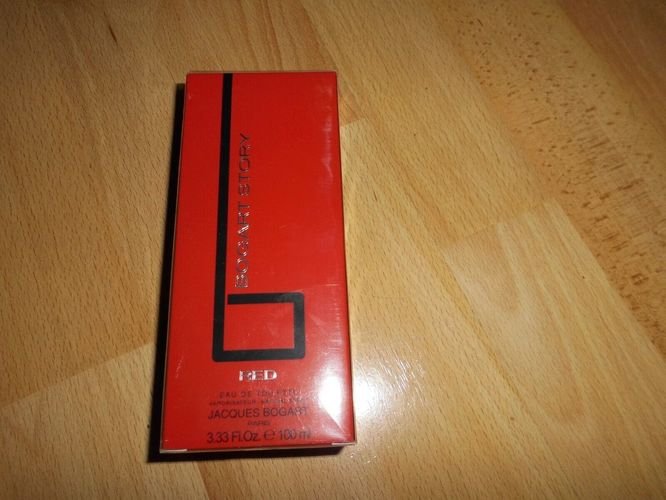 BOGART STORY
RED
EAU DE TOILETTE
JACQUES BOGART
PARIS
3.33 Fl.Oz. ℮ 100 ml